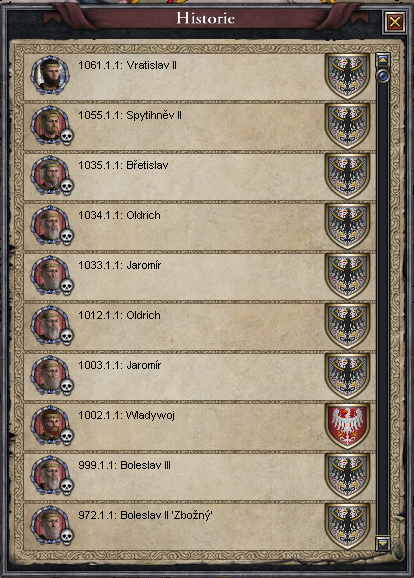 Historie
1061.1.1: Vratislav II
1055.1.1: Spytihněv II
1035.1.1: Břetislav
1034.1.1: Oldrich
1033.1.1: Jaromír
1012.1.1: Oldrich
1003.1.1: Jaromír
1002.1.1: Wladywoj
999.1.1: Boleslav III
972.1.1: Boleslav II 'Zbožný'